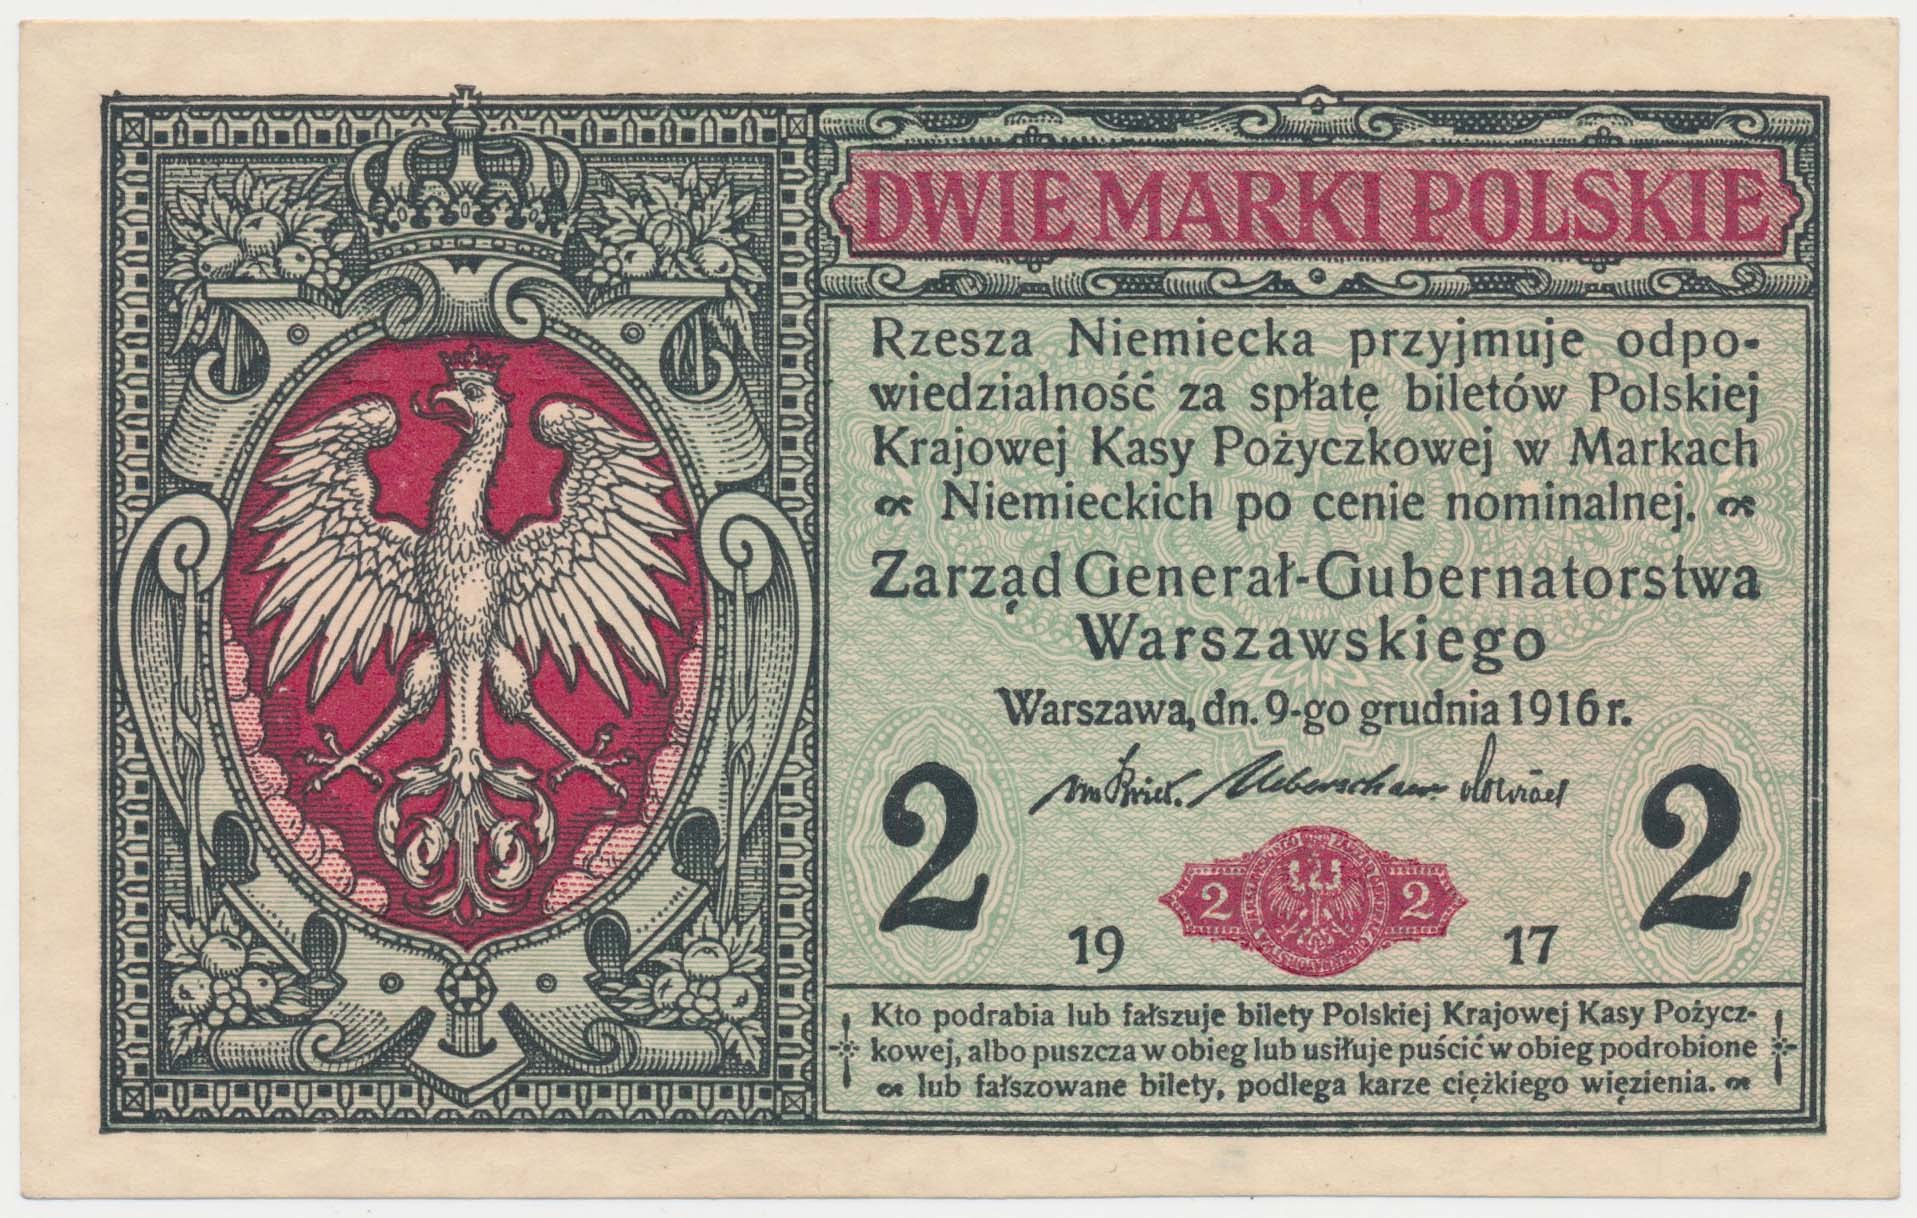 DWIE MARKI POLSKIE
Rzesza Niemiecka przyjmuje odpo-
wiedzialność za spłatę biletów Polskiej
Krajowej Kasy Pożyczkowej w Markach
Niemieckich po cenie nominalnej.
Zarząd Generał-Gubernatorstwa
Warszawskiego
Warszawa, dn. 9-go grudnia 1916 r.
2 2
2 2
19 17
Kto podrabia lub fałszuje bilety Polskiej Krajowej Kasy Pożycz-
kowej, albo puszcza w obieg lub usiłuje puścić w obieg podrobione
lub fałszowane bilety, podlega karze ciężkiego więzienia.